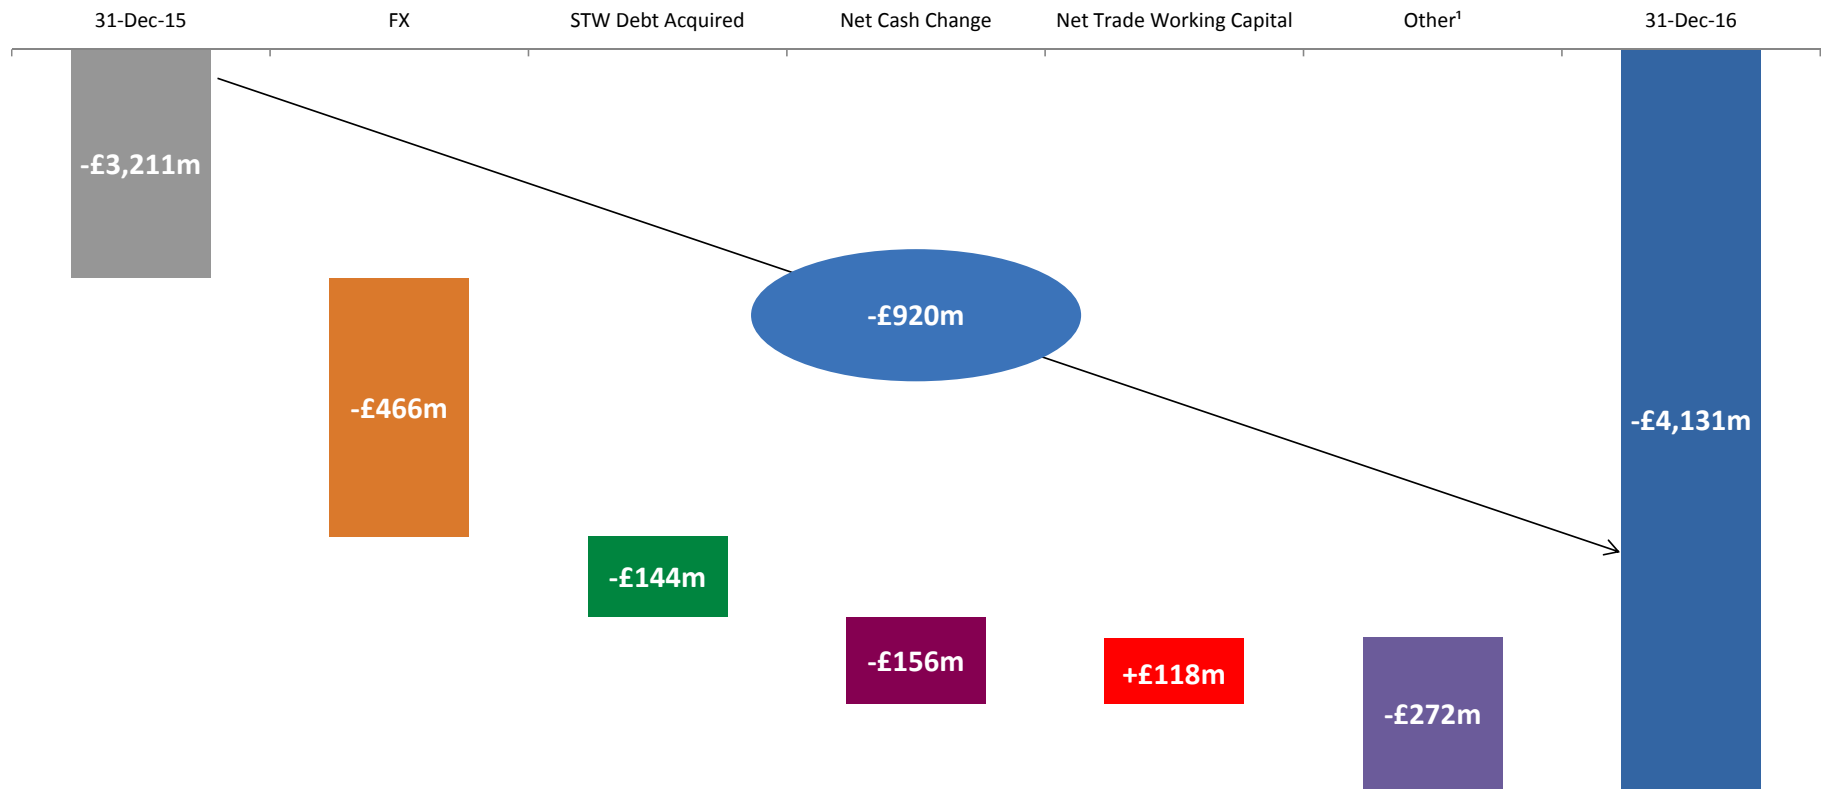 31-Dec-15 FX STW Debt Acquired Net Cash Change Net Trade Working Capital Other¹ 31-Dec-16
-£3,211m
-£920m
-£466m
-£4,131m
-£144m
-£156m
+£118m
-£272m